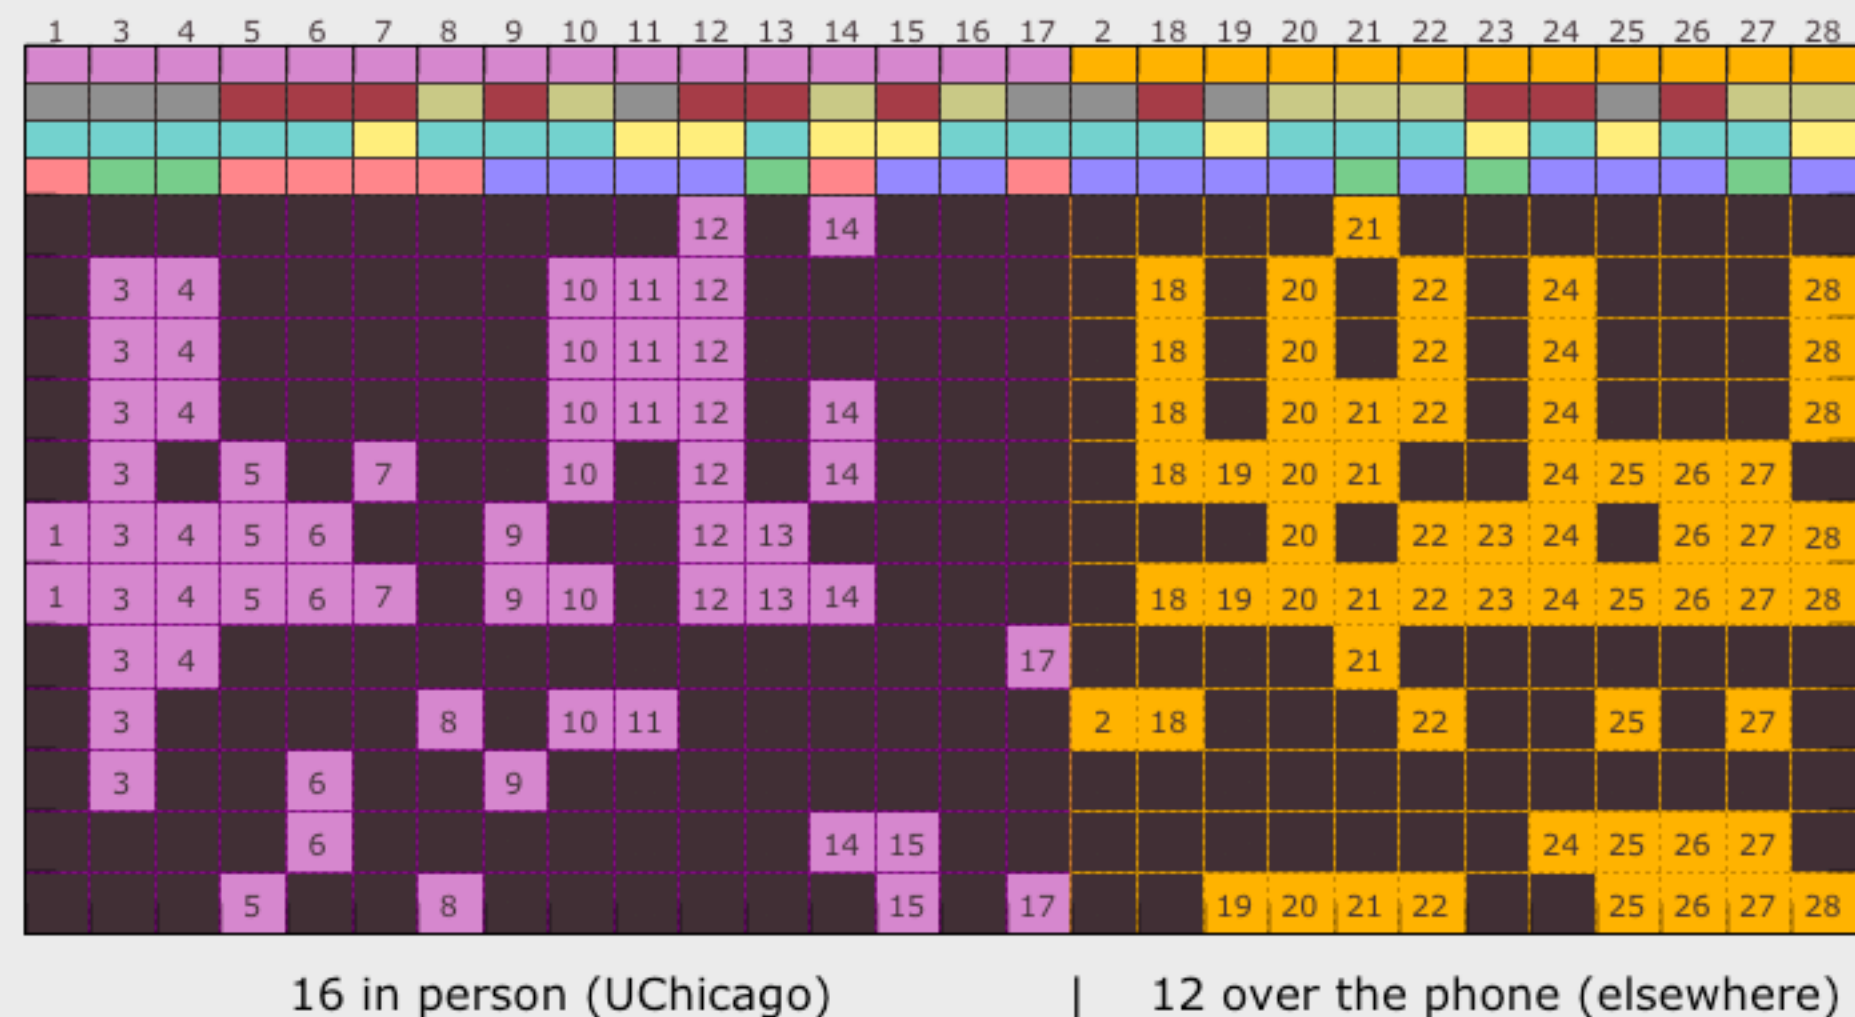 1 3 4 5 6 7 8 9 10 11 12 13 14 15 16 17 2 18 19 20 21 22 23 24 25 26 27 28
12 14 21
3 4 10 11 12 18 20 22 24 28
3 4 10 11 12 18 20 22 24 28
3 4 10 11 12 14 18 20 21 22 24 28
3 5 7 10 12 14 18 19 20 21 24 25 26 27
1 3 4 5 6 9 12 13 20 22 23 24 26 27 28
1 3 4 5 6 7 9 10 12 13 14 18 19 20 21 22 23 24 25 26 27 28
3 4 17 21
3 8 10 11 2 18 22 25 27
3 6 9
6 14 15 24 25 26 27
5 8 15 17 19 20 21 22 25 26 27 28
16 in person (UChicago) | 12 over the phone (elsewhere)